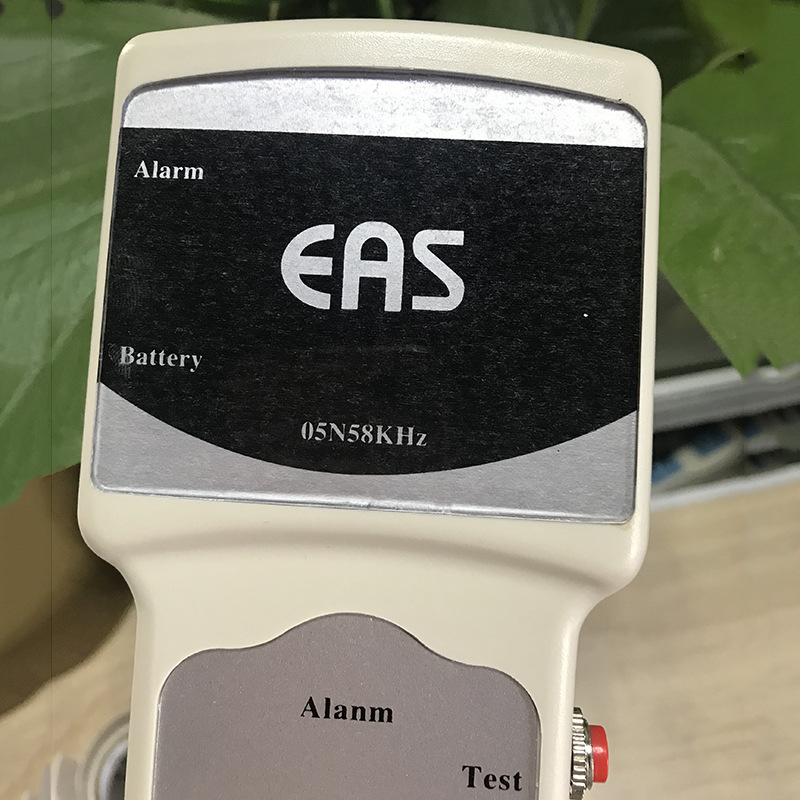 Alarm
EAS
Battery
05N58KHz
Alanm
Test